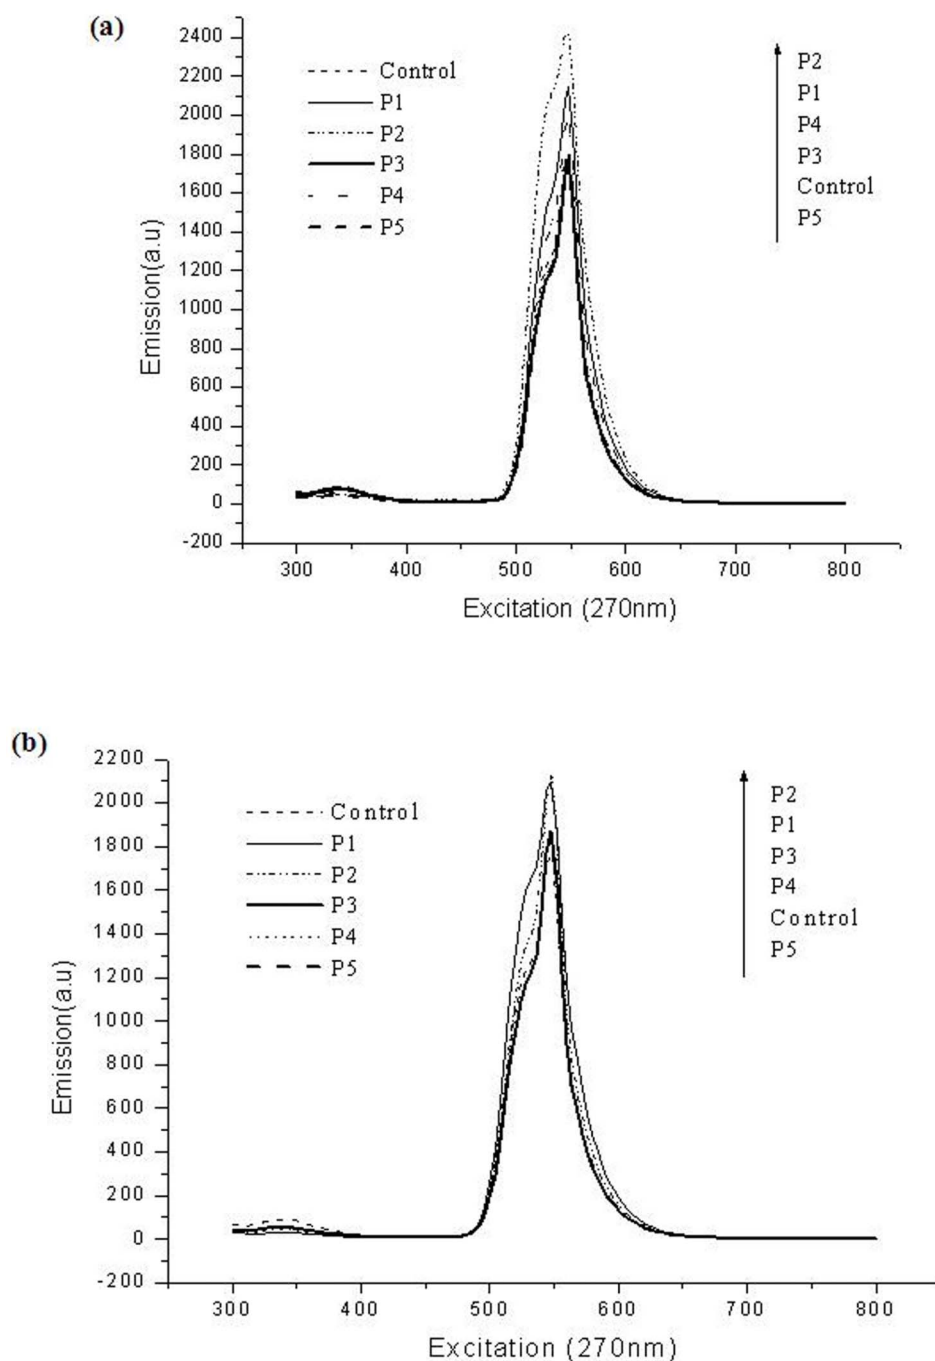 (a)
2400
2200
2000
1800
1600
1400
1200
1000
800
600
400
200
0
-200
Emission(a.u)
Control
P1
P2
P3
P4
P5
P2
P1
P4
P3
Control
P5
300 400 500 600 700 800
Excitation (270nm)
(b)
2200
2000
1800
1600
1400
1200
1000
800
600
400
200
0
-200
Emission(a.u)
Control
P1
P2
P3
P4
P5
P2
P1
P3
P4
Control
P5
300 400 500 600 700 800
Excitation (270nm)